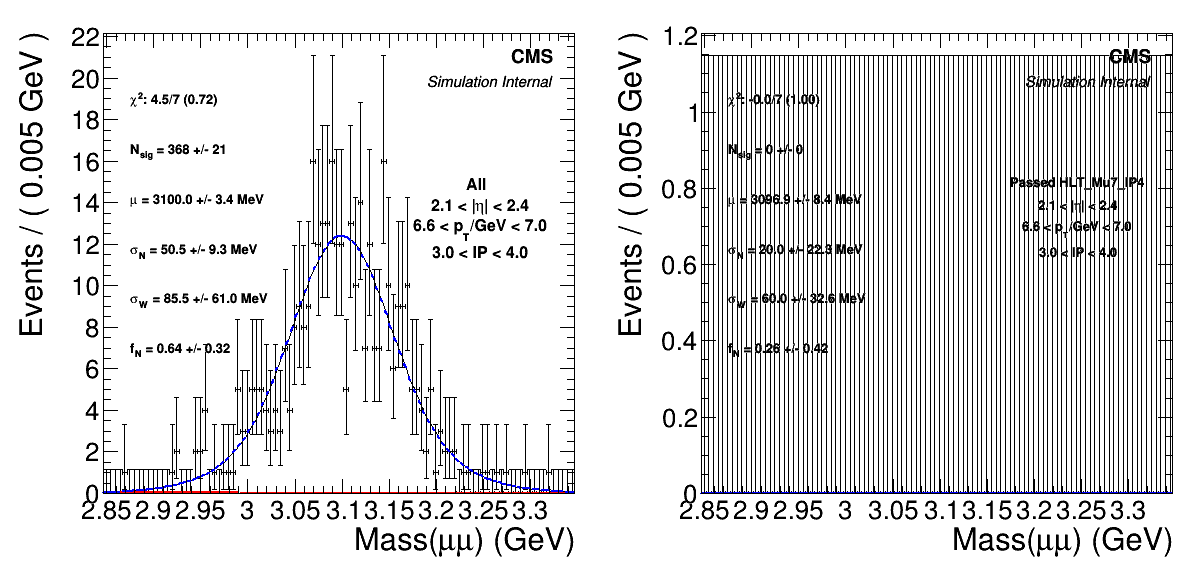 Events / ( 0.005 GeV )
22
20
18
16
14
12
10
8
6
4
2
0
CMS
Simulation Internal
χ²: 4.5/7 (0.72)
N_sig = 368 +/- 21
μ = 3100.0 +/- 3.4 MeV
σ_N = 50.5 +/- 9.3 MeV
σ_W = 85.5 +/- 61.0 MeV
f_N = 0.64 +/- 0.32
All
2.1 < |η| < 2.4
6.6 < p_T/GeV < 7.0
3.0 < IP < 4.0
2.85 2.9 2.95 3 3.05 3.1 3.15 3.2 3.25 3.3
Mass(μμ) (GeV)
Events / ( 0.005 GeV )
1.2
1
0.8
0.6
0.4
0.2
0
CMS
Simulation Internal
χ²: -0.0/7 (1.00)
N_sig = 0 +/- 0
μ = 3096.9 +/- 8.4 MeV
σ_N = 20.0 +/- 22.3 MeV
σ_W = 60.0 +/- 32.6 MeV
f_N = 0.26 +/- 0.42
Passed HLT_Mu7_IP4
2.1 < |η| < 2.4
6.6 < p_T/GeV < 7.0
3.0 < IP < 4.0
2.85 2.9 2.95 3 3.05 3.1 3.15 3.2 3.25 3.3
Mass(μμ) (GeV)